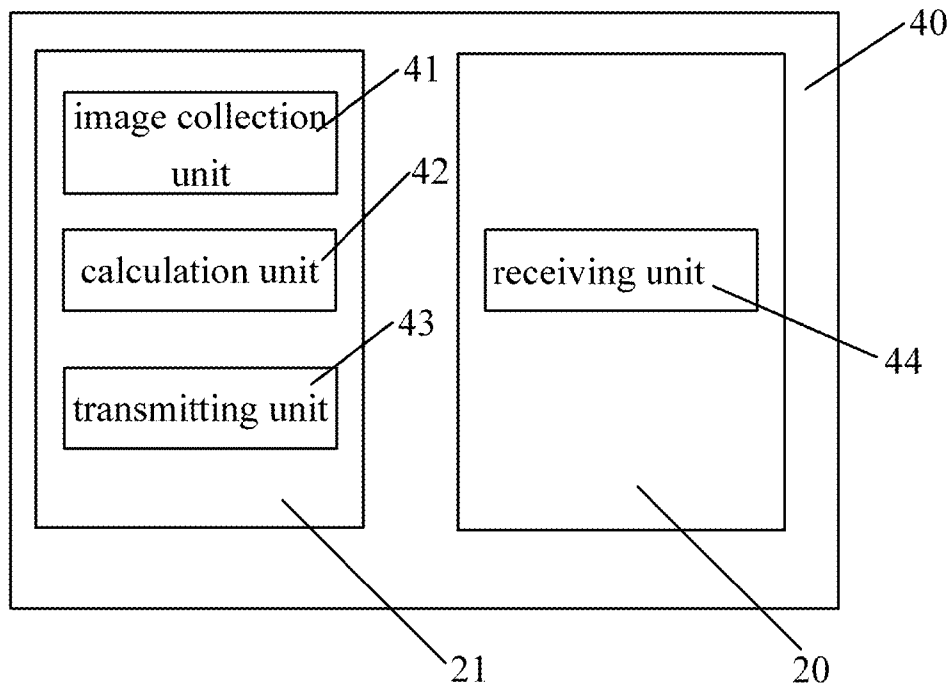 40
41
image collection
unit
42
calculation unit
receiving unit
43
44
transmitting unit
21
20